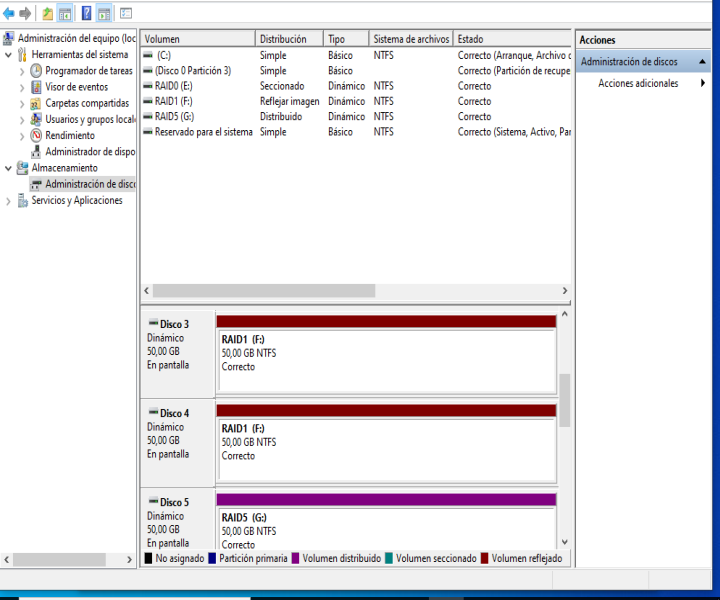 Administración del equipo (loc
Herramientas del sistema
Programador de tareas
Visor de eventos
Carpetas compartidas
Usuarios y grupos locale
Rendimiento
Administrador de dispo
Almacenamiento
Administración de disco
Servicios y Aplicaciones
Volumen Distribución Tipo Sistema de archivos Estado
(C:) Simple Básico NTFS Correcto (Arranque, Archivo d
(Disco 0 Partición 3) Simple Básico Correcto (Partición de recupe
RAID0 (E:) Seccionado Dinámico NTFS Correcto
RAID1 (F:) Reflejar imagen Dinámico NTFS Correcto
RAID5 (G:) Distribuido Dinámico NTFS Correcto
Reservado para el sistema Simple Básico NTFS Correcto (Sistema, Activo, Par
Disco 3
Dinámico
50,00 GB
En pantalla
RAID1 (F:)
50,00 GB NTFS
Correcto
Disco 4
Dinámico
50,00 GB
En pantalla
RAID1 (F:)
50,00 GB NTFS
Correcto
Disco 5
Dinámico
50,00 GB
En pantalla
RAID5 (G:)
50,00 GB NTFS
Correcto
No asignado Partición primaria Volumen distribuido Volumen seccionado Volumen reflejado
Acciones
Administración de discos
Acciones adicionales